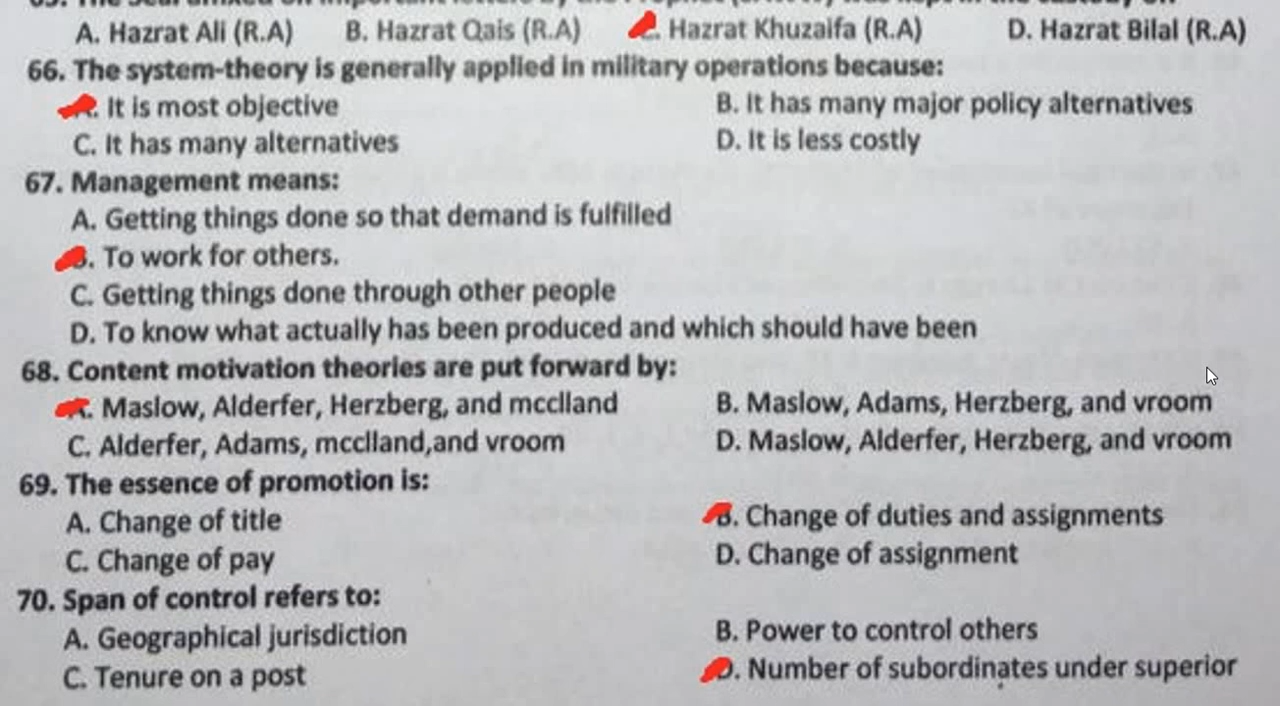 A. Hazrat Ali (R.A) B. Hazrat Qais (R.A) C. Hazrat Khuzaifa (R.A) D. Hazrat Bilal (R.A)
66. The system-theory is generally applied in military operations because:
A. It is most objective B. It has many major policy alternatives
C. It has many alternatives D. It is less costly
67. Management means:
A. Getting things done so that demand is fulfilled
B. To work for others.
C. Getting things done through other people
D. To know what actually has been produced and which should have been
68. Content motivation theories are put forward by:
A. Maslow, Alderfer, Herzberg, and mcclland B. Maslow, Adams, Herzberg, and vroom
C. Alderfer, Adams, mcclland,and vroom D. Maslow, Alderfer, Herzberg, and vroom
69. The essence of promotion is:
A. Change of title B. Change of duties and assignments
C. Change of pay D. Change of assignment
70. Span of control refers to:
A. Geographical jurisdiction B. Power to control others
C. Tenure on a post D. Number of subordinates under superior